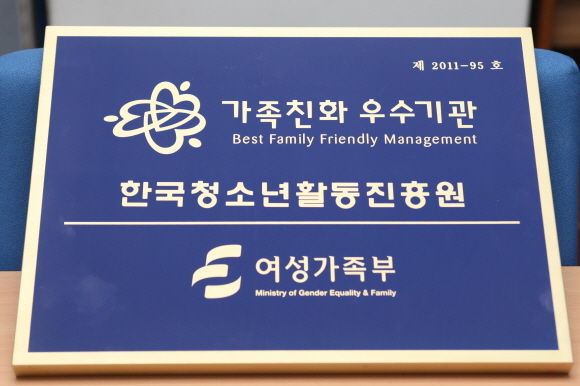 제 2011-95 호
가족친화 우수기관
Best Family Friendly Management
한국청소년활동진흥원
여성가족부
Ministry of Gender Equality & Family